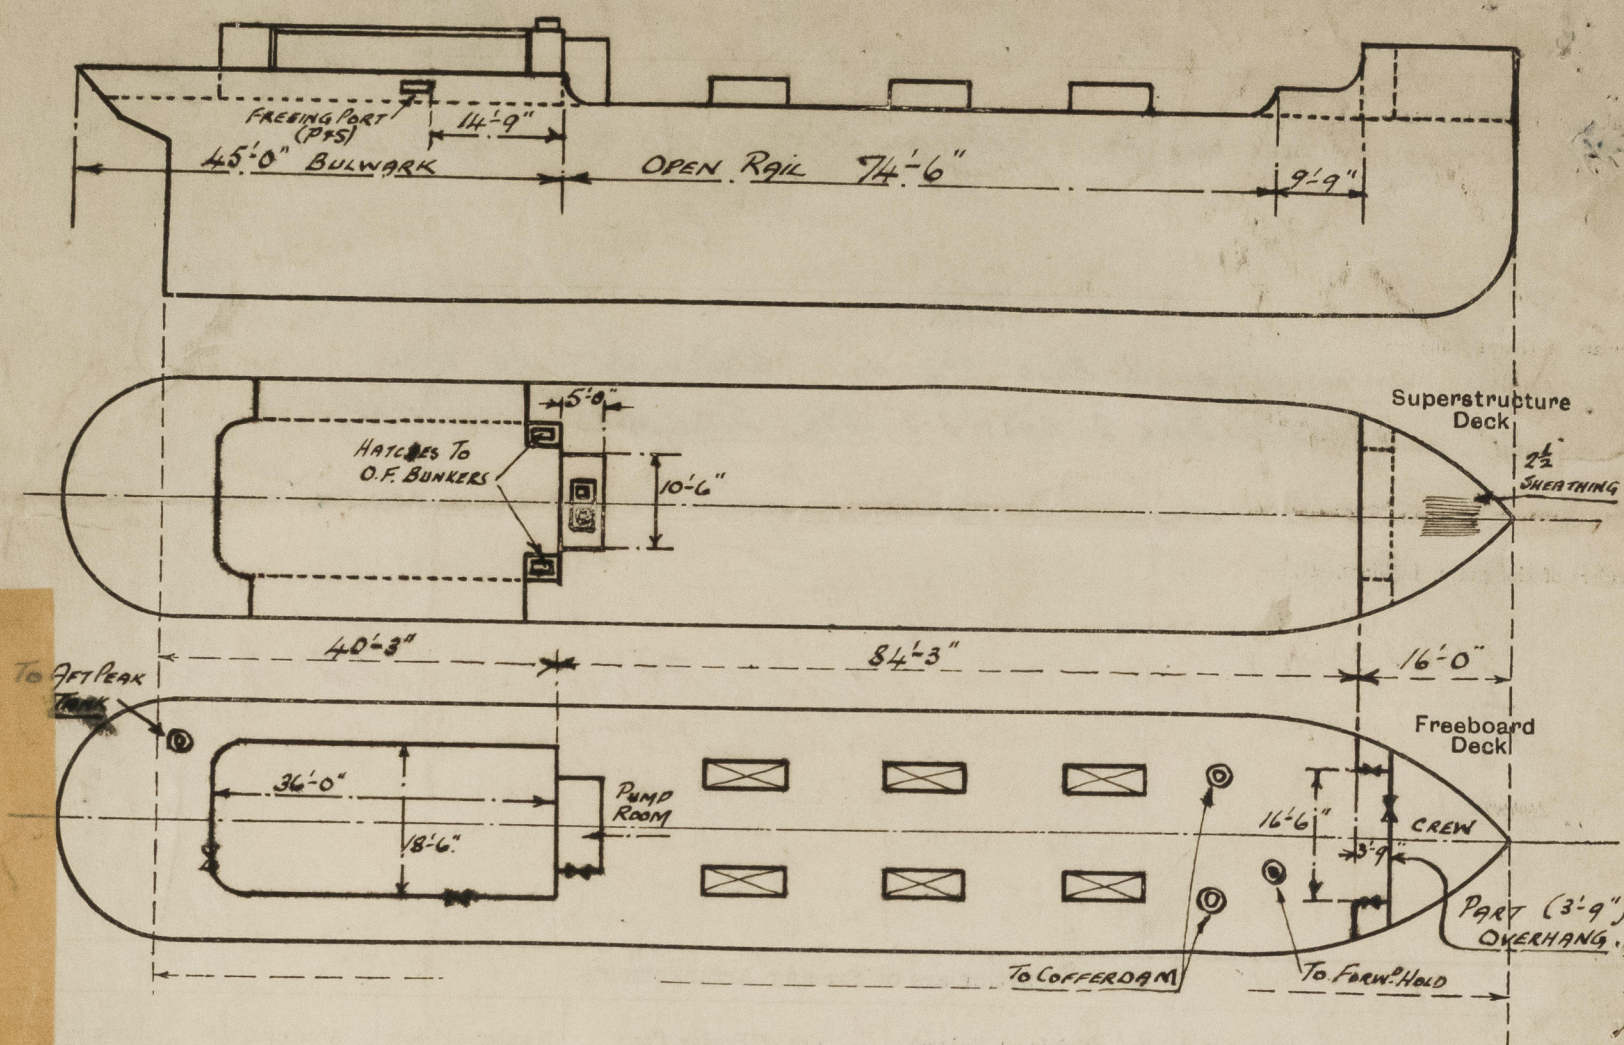 FREEING PORT
(P+S)
14'-9"
45'-0" BULWARK
OPEN RAIL 74'-6"
9'-9"
5'-0"
Superstructure
Deck
HATCHES TO
O.F. BUNKERS
10'-6"
2½"
SHEATHING
40'-3"
84'-3"
16'-0"
TO AFT PEAK
TANK
Freeboard
Deck
36'-0"
PUMP
ROOM
18'-6"
16'-6"
CREW
3'-9"
PART (3'-9")
OVERHANG.
TO COFFERDAM
TO FORWD HOLD